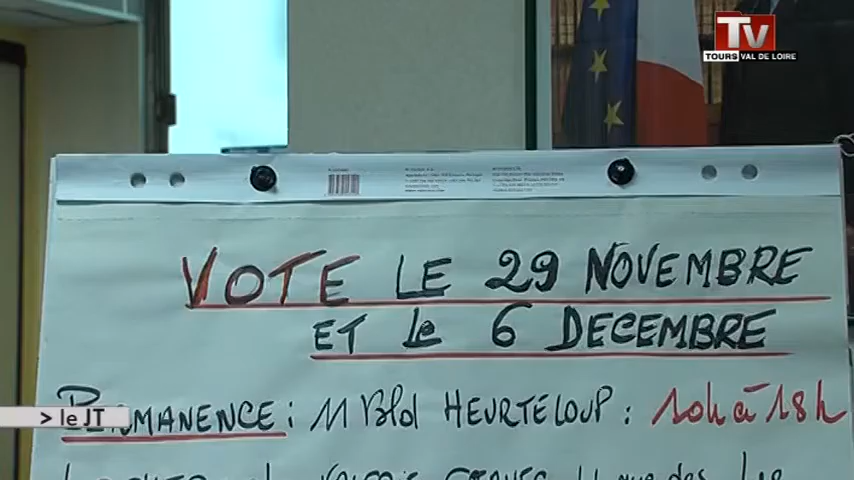 TV
TOURS VAL DE LOIRE
VOTE LE 29 NOVEMBRE
ET le 6 DECEMBRE
PERMANENCE : 11 Bld HEURTELOUP : 10h à 18h
> le JT